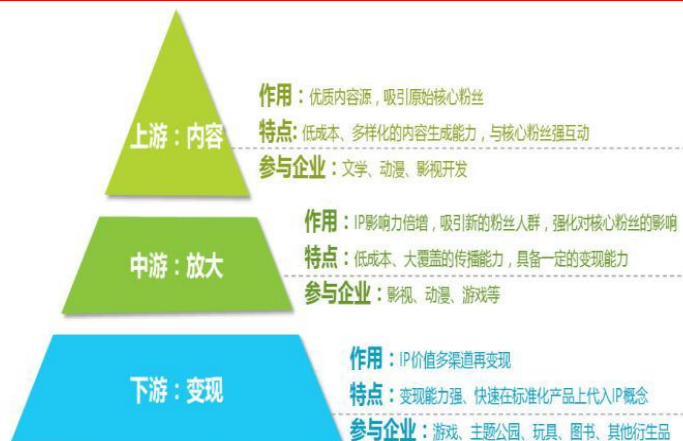 上游：内容
作用：优质内容源，吸引原始核心粉丝
特点: 低成本、多样化的内容生成能力，与核心粉丝强互动
参与企业：文学、动漫、影视开发
中游：放大
作用：IP影响力倍增，吸引新的粉丝人群，强化对核心粉丝的影响
特点：低成本、大覆盖的传播能力，具备一定的变现能力
参与企业：影视、动漫、游戏等
下游：变现
作用：IP价值多渠道再变现
特点：变现能力强、快速在标准化产品上代入IP概念
参与企业：游戏、主题公园、玩具、图书、其他衍生品